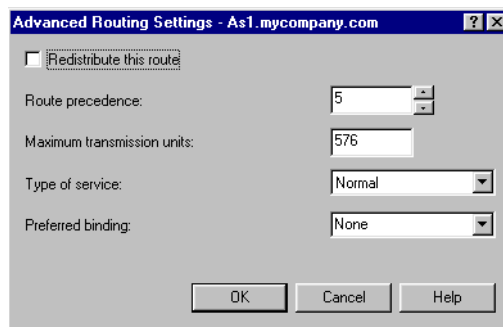 Advanced Routing Settings - As1.mycompany.com
Redistribute this route
Route precedence: 5
Maximum transmission units: 576
Type of service: Normal
Preferred binding: None
OK Cancel Help